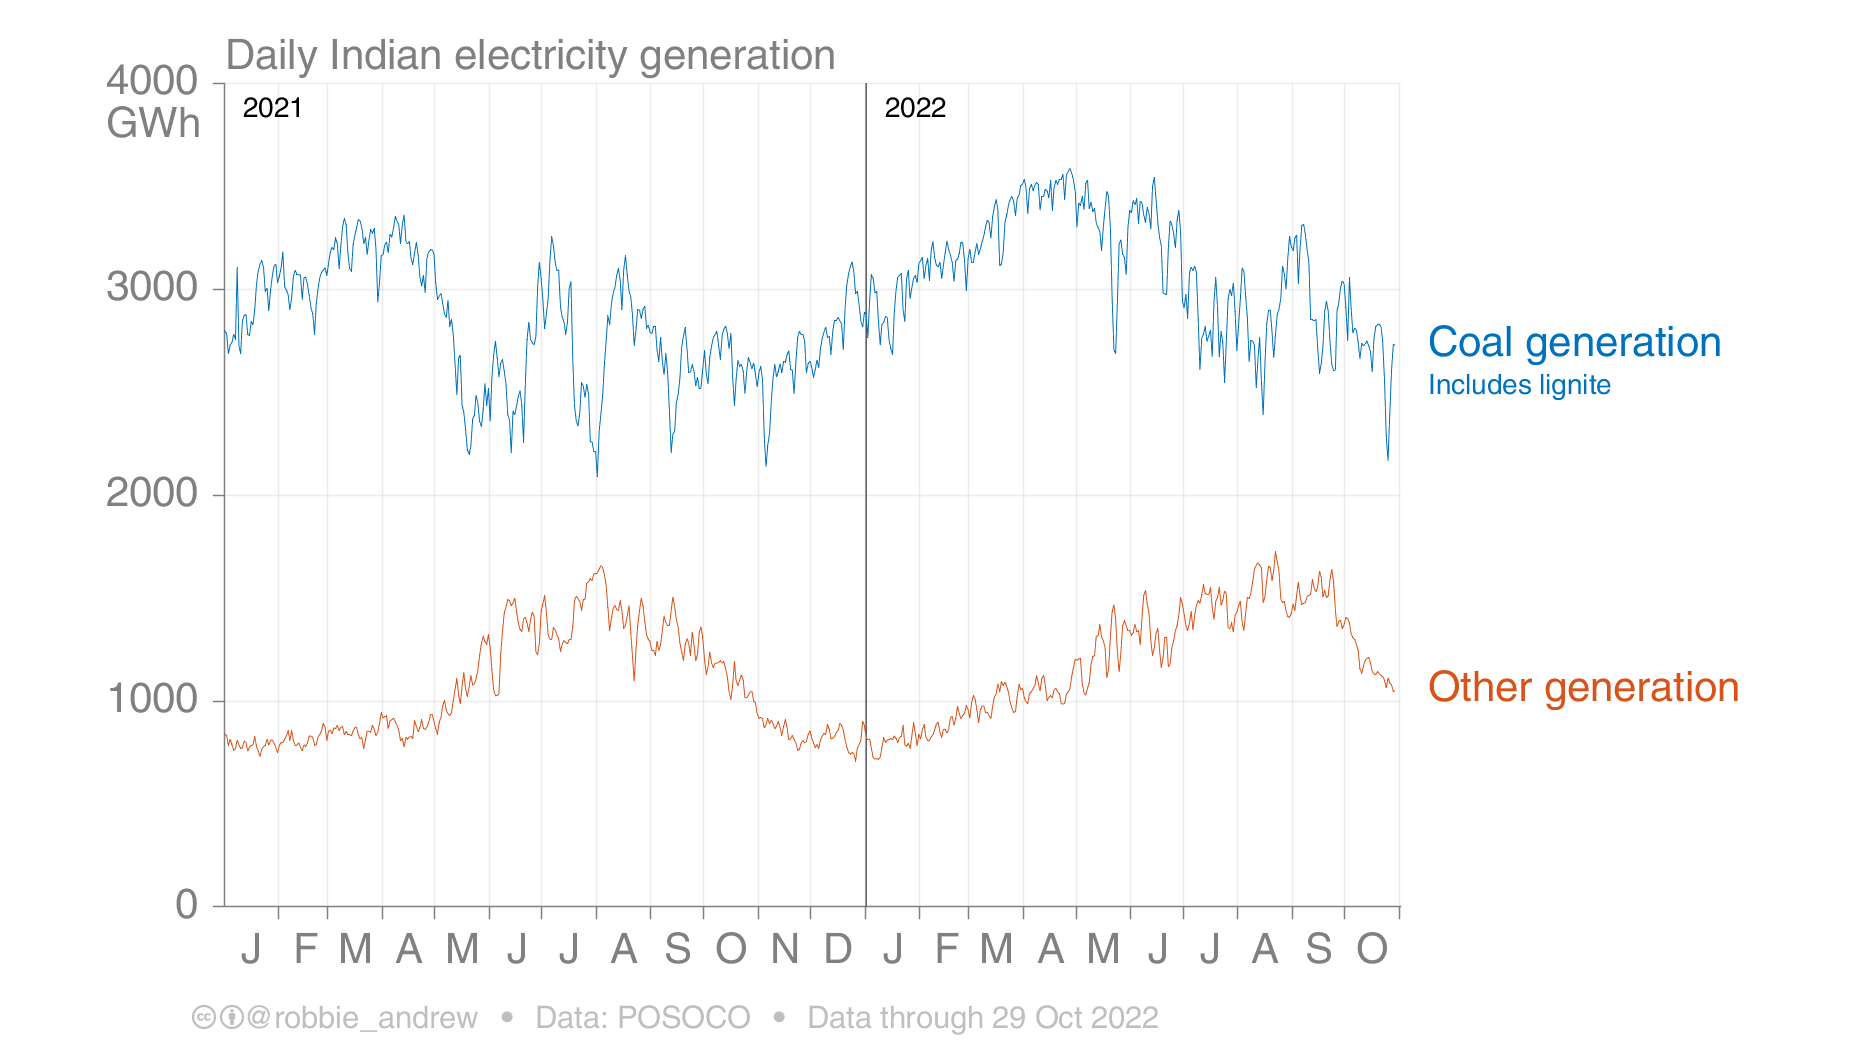 Daily Indian electricity generation
4000
GWh
2021
2022
3000
2000
1000
0
Coal generation
Includes lignite
Other generation
J F M A M J J A S O N D J F M A M J J A S O
cc @robbie_andrew • Data: POSOCO • Data through 29 Oct 2022